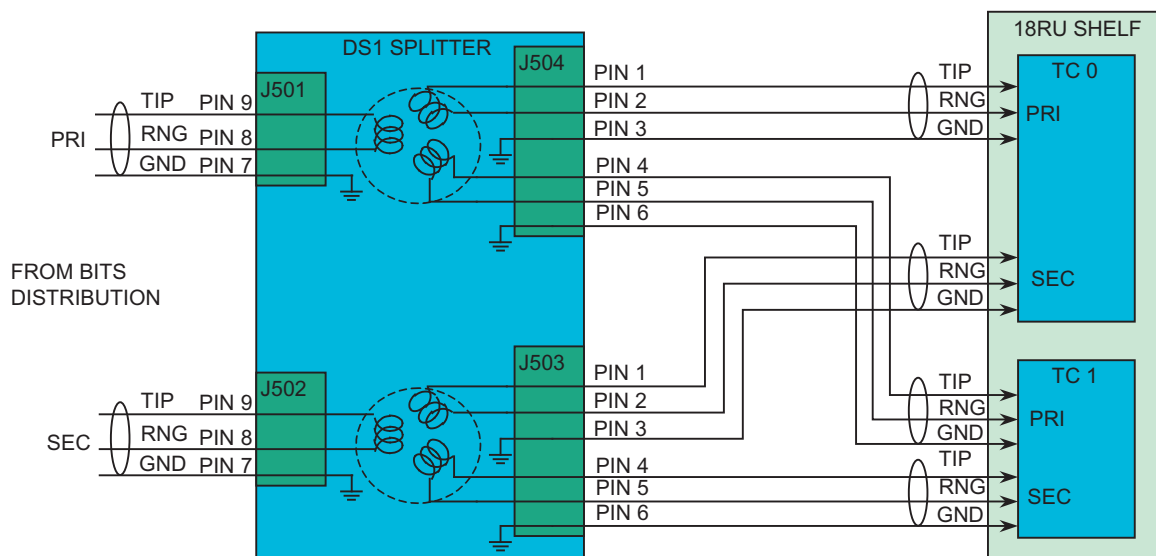 DS1 SPLITTER
18RU SHELF
J501
J504
TIP PIN 9
PRI RNG PIN 8
GND PIN 7
PIN 1
PIN 2
PIN 3
PIN 4
PIN 5
PIN 6
TC 0
TIP
RNG PRI
GND
TIP
RNG SEC
GND
FROM BITS
DISTRIBUTION
J502
J503
TIP PIN 9
SEC RNG PIN 8
GND PIN 7
PIN 1
PIN 2
PIN 3
PIN 4
PIN 5
PIN 6
TC 1
TIP
RNG PRI
GND
TIP
RNG SEC
GND